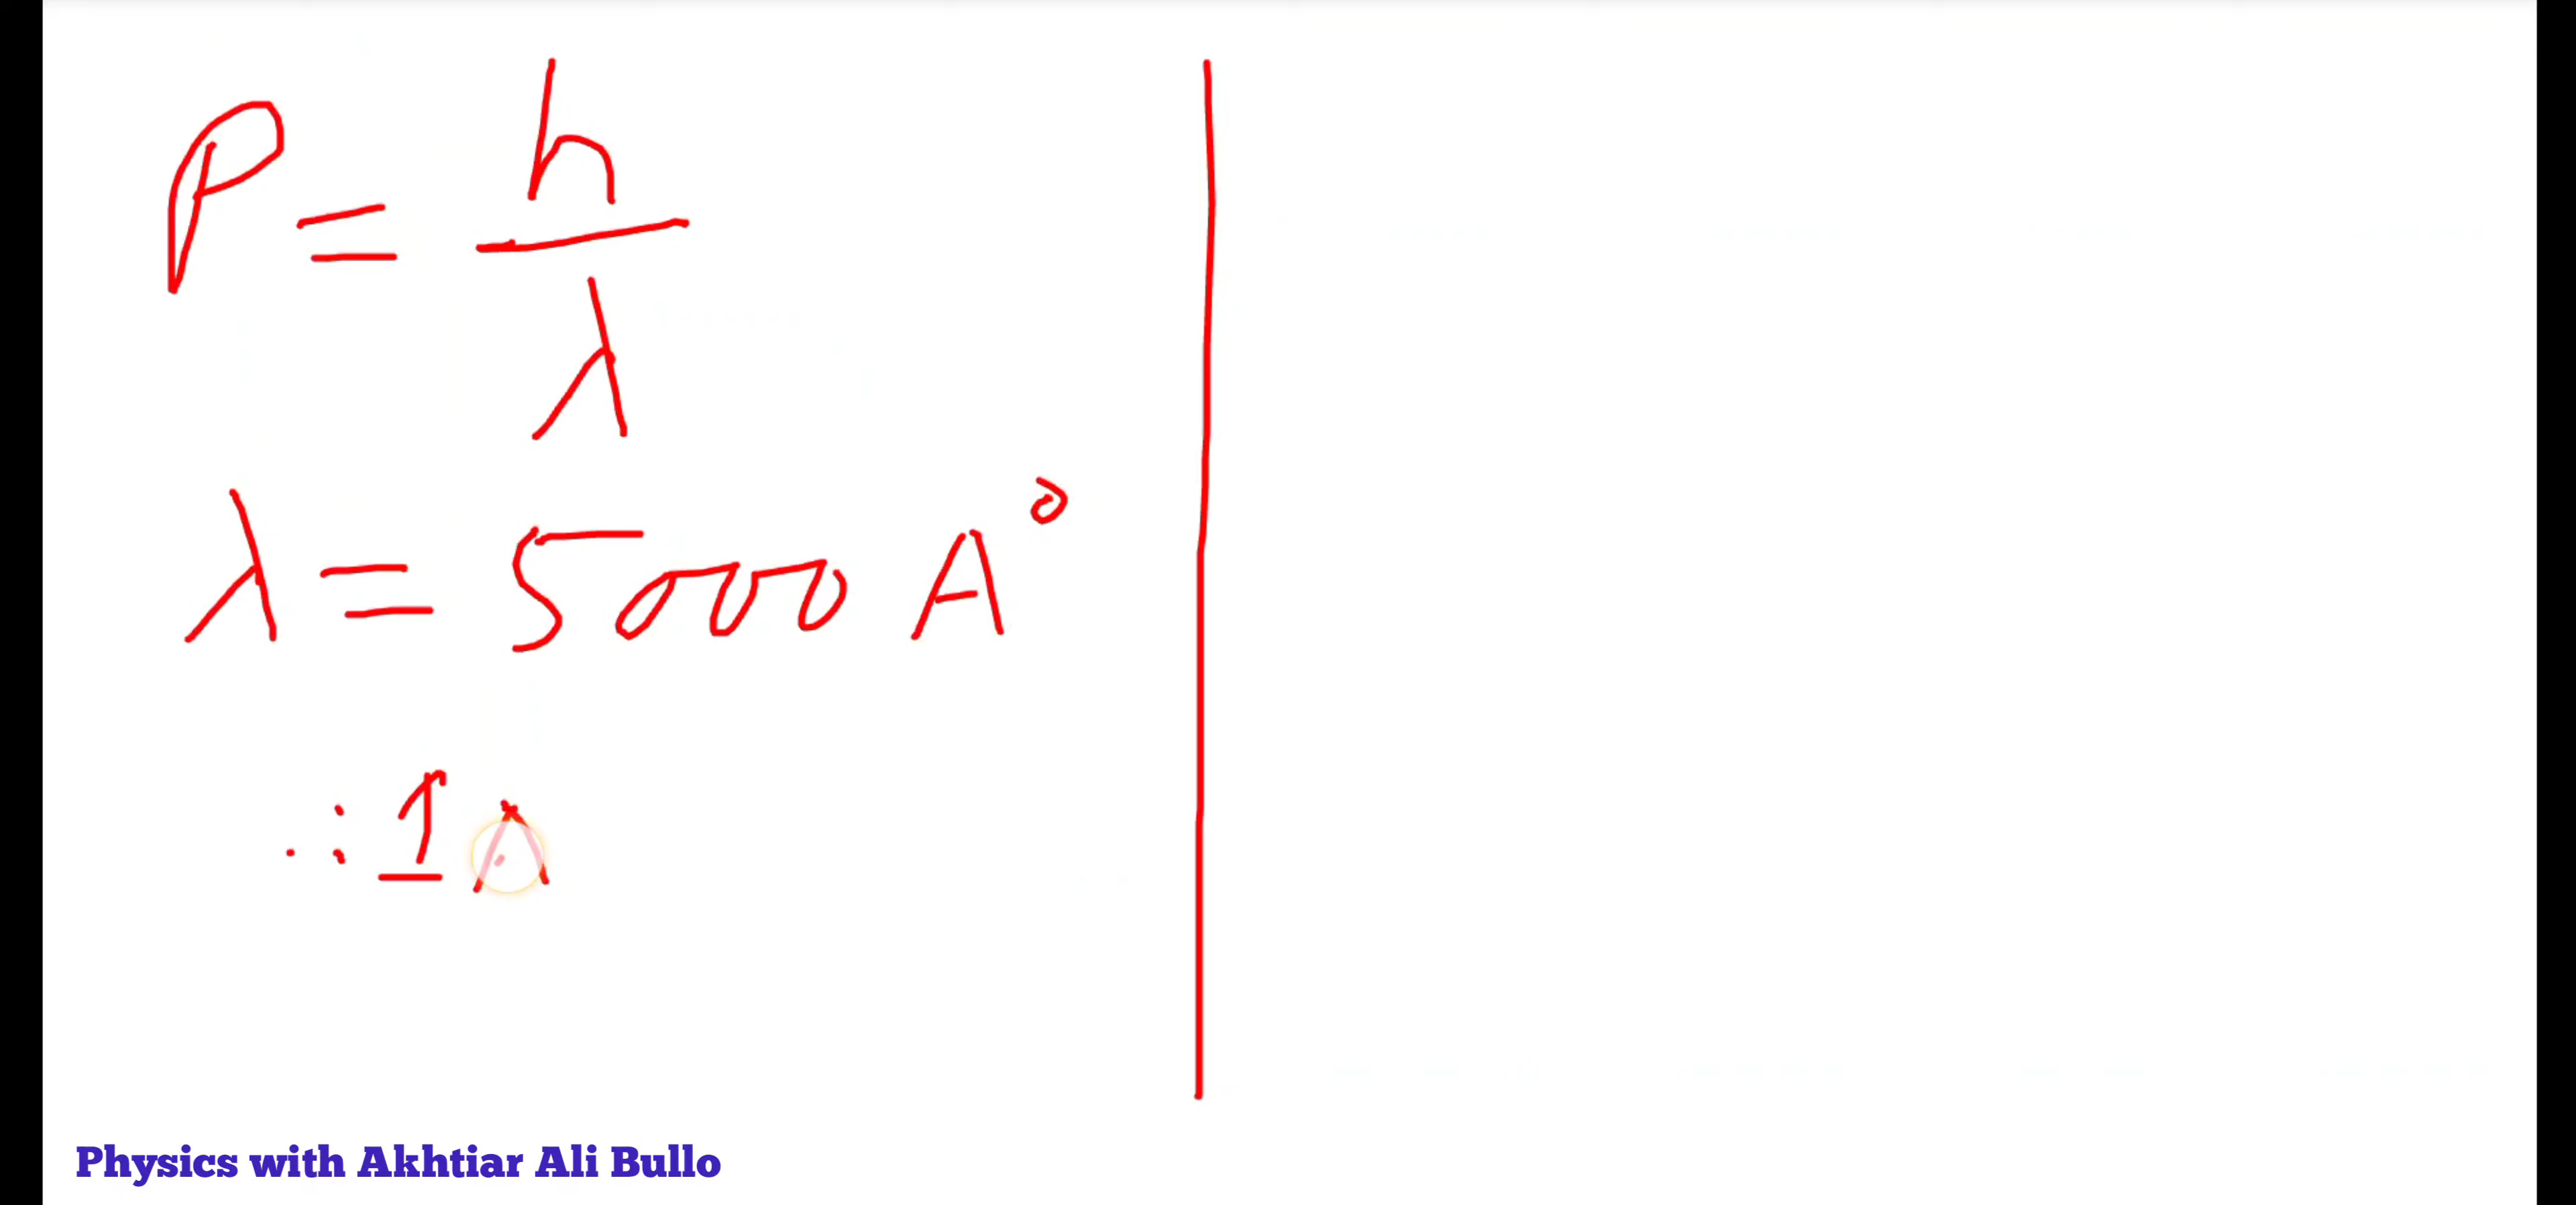 P = h / λ
λ = 5000 A°
∴ 1 A
Physics with Akhtiar Ali Bullo